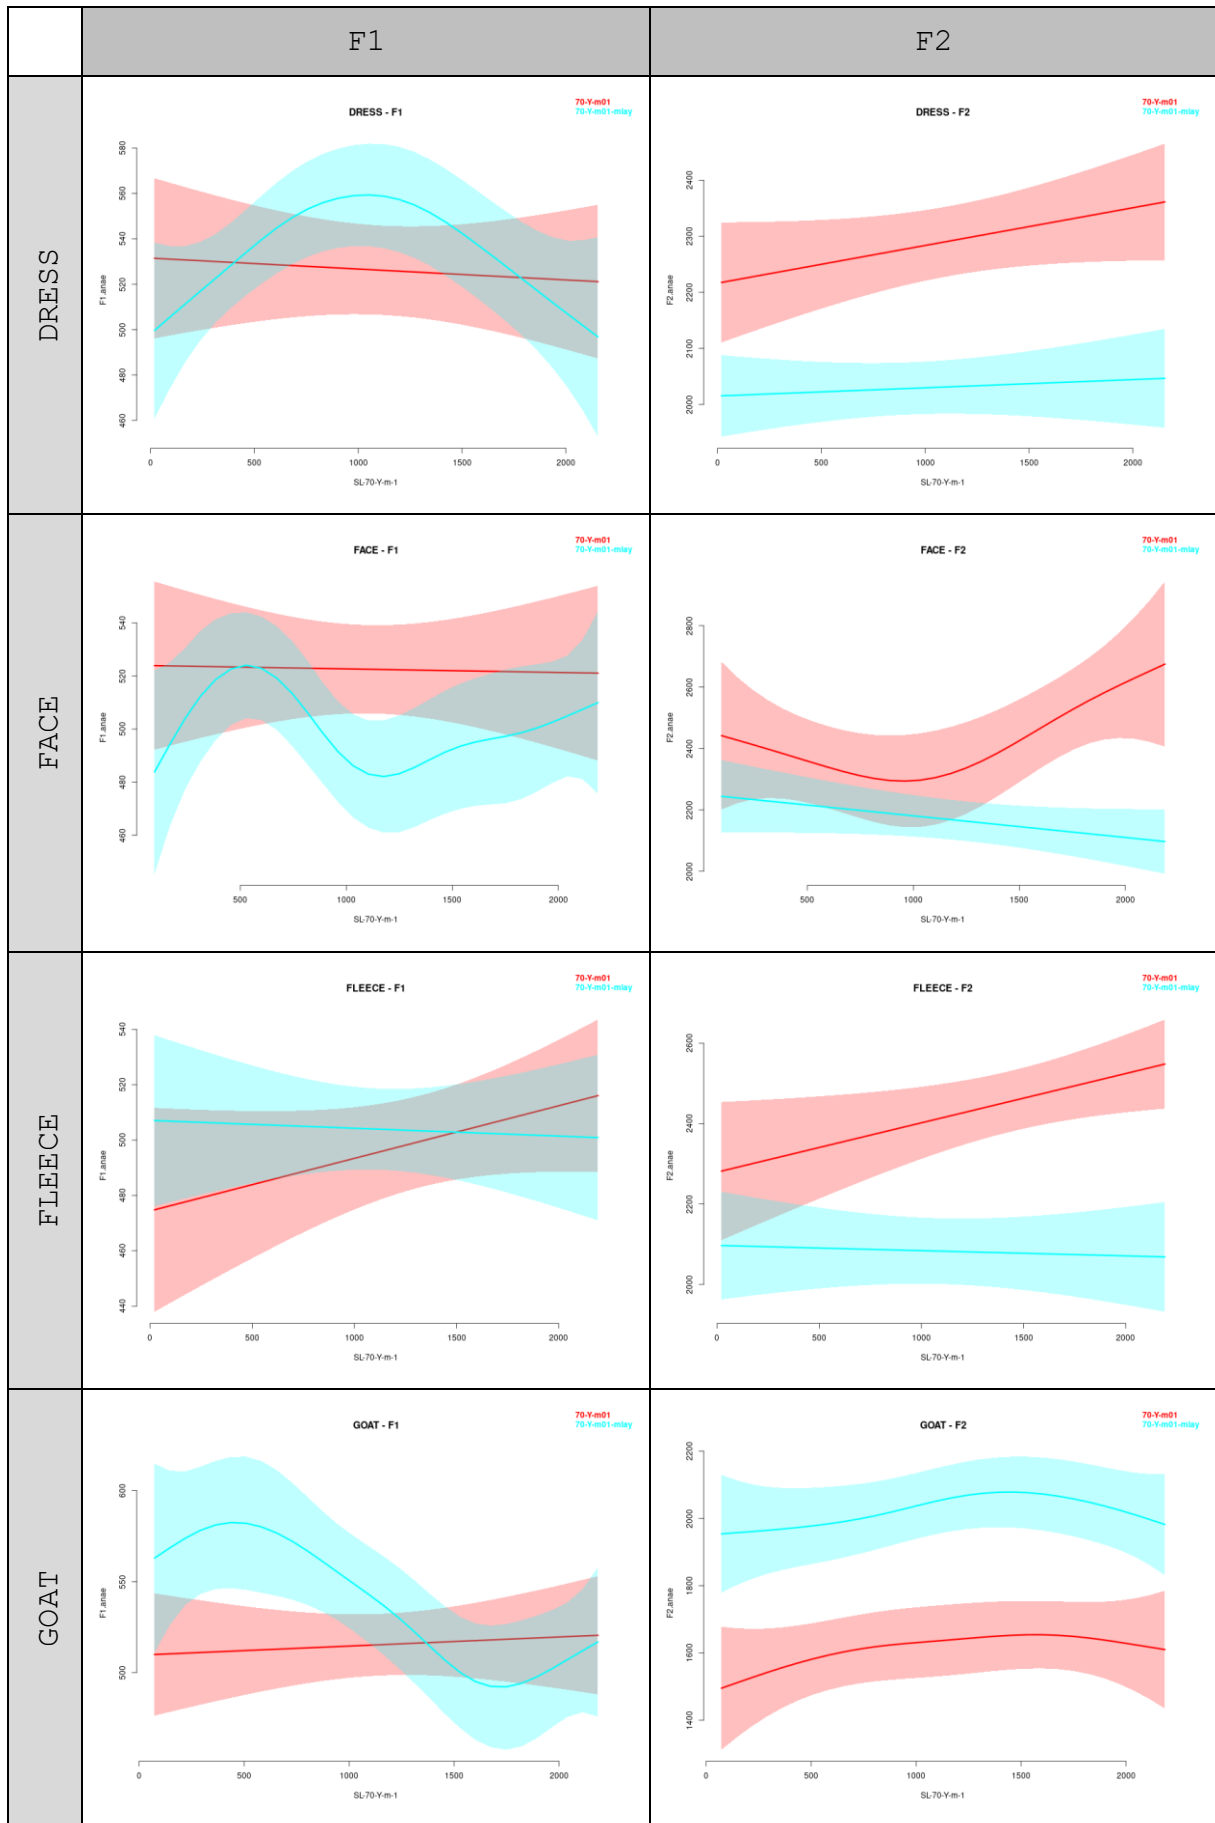 F1
F2
DRESS
DRESS - F1
70-Y-m01
70-Y-m01-mlay
F1.anae
580
560
540
520
500
480
460
0 500 1000 1500 2000
SL-70-Y-m-1
DRESS - F2
70-Y-m01
70-Y-m01-mlay
F2.anae
2400
2300
2200
2100
2000
0 500 1000 1500 2000
SL-70-Y-m-1
FACE
FACE - F1
70-Y-m01
70-Y-m01-mlay
F1.anae
540
520
500
480
460
500 1000 1500 2000
SL-70-Y-m-1
FACE - F2
70-Y-m01
70-Y-m01-mlay
F2.anae
2800
2600
2400
2200
2000
500 1000 1500 2000
SL-70-Y-m-1
FLEECE
FLEECE - F1
70-Y-m01
70-Y-m01-mlay
F1.anae
540
520
500
480
460
440
0 500 1000 1500 2000
SL-70-Y-m-1
FLEECE - F2
70-Y-m01
70-Y-m01-mlay
F2.anae
2600
2400
2200
2000
0 500 1000 1500 2000
SL-70-Y-m-1
GOAT
GOAT - F1
70-Y-m01
70-Y-m01-mlay
F1.anae
600
550
500
0 500 1000 1500 2000
SL-70-Y-m-1
GOAT - F2
70-Y-m01
70-Y-m01-mlay
F2.anae
2200
2000
1800
1600
1400
0 500 1000 1500 2000
SL-70-Y-m-1